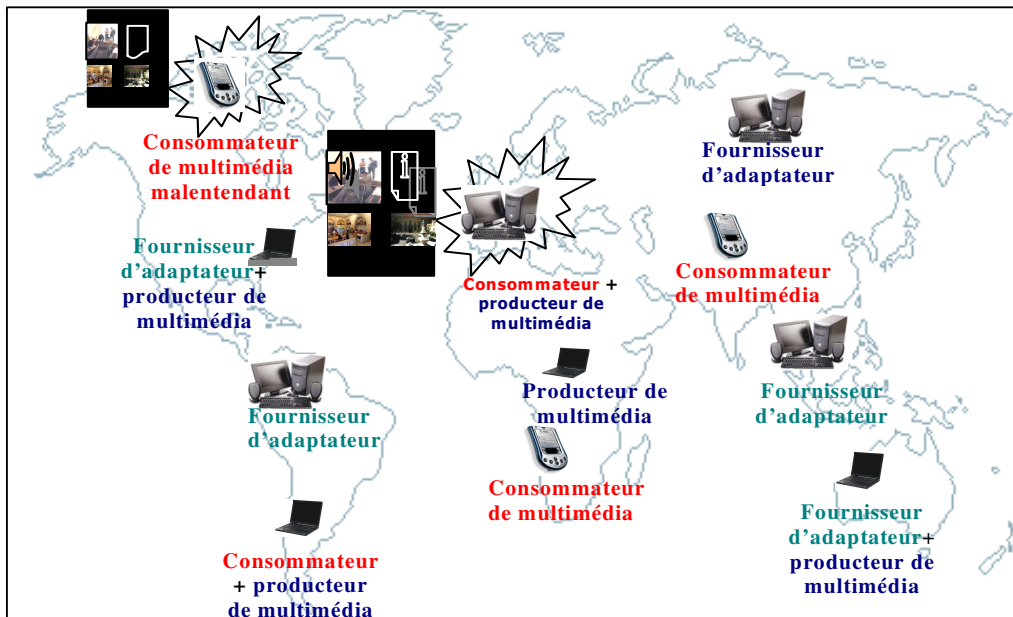 Consommateur
de multimédia
malentendant
Fournisseur
d'adaptateur
Fournisseur
d'adaptateur+
producteur de
multimédia
Consommateur +
producteur de
multimédia
Consommateur
de multimédia
Producteur de
multimédia
Fournisseur
d'adaptateur
Fournisseur
d'adaptateur
Consommateur
de multimédia
Fournisseur
d'adaptateur+
producteur de
multimédia
Consommateur
+ producteur
de multimédia
i
i